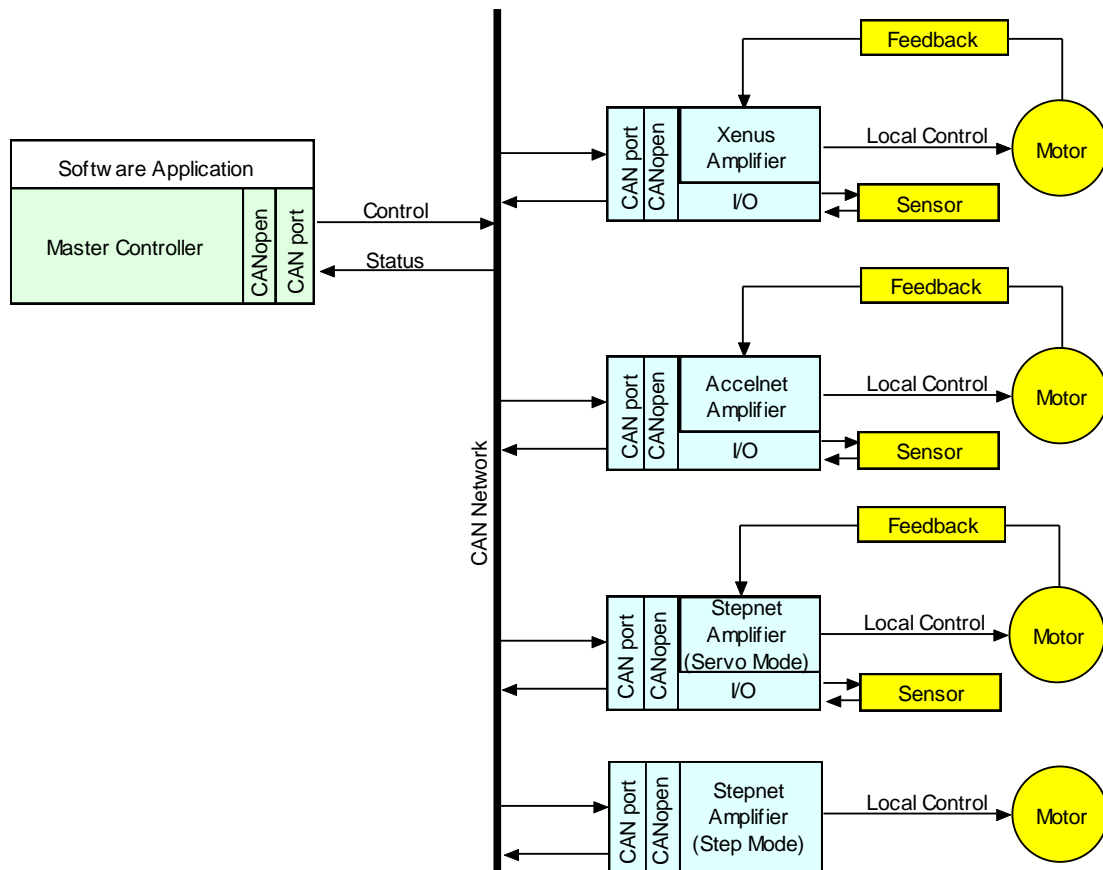 Software Application
Master Controller
CANopen
CAN port
Control
Status
CAN Network
Feedback
CAN port
CANopen
Xenus
Amplifier
I/O
Local Control
Motor
Sensor
Feedback
CAN port
CANopen
Accelnet
Amplifier
I/O
Local Control
Motor
Sensor
Feedback
CAN port
CANopen
Stepnet
Amplifier
(Servo Mode)
I/O
Local Control
Motor
Sensor
CAN port
CANopen
Stepnet
Amplifier
(Step Mode)
Local Control
Motor